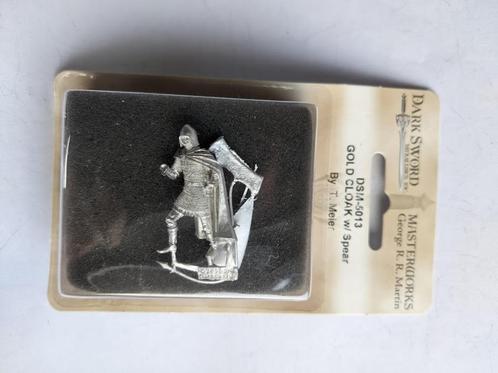 DARK SWORD
MASTERWORKS
George R. R. Martin
DSM-5013
GOLD CLOAK w/ Spear
By T. Meier